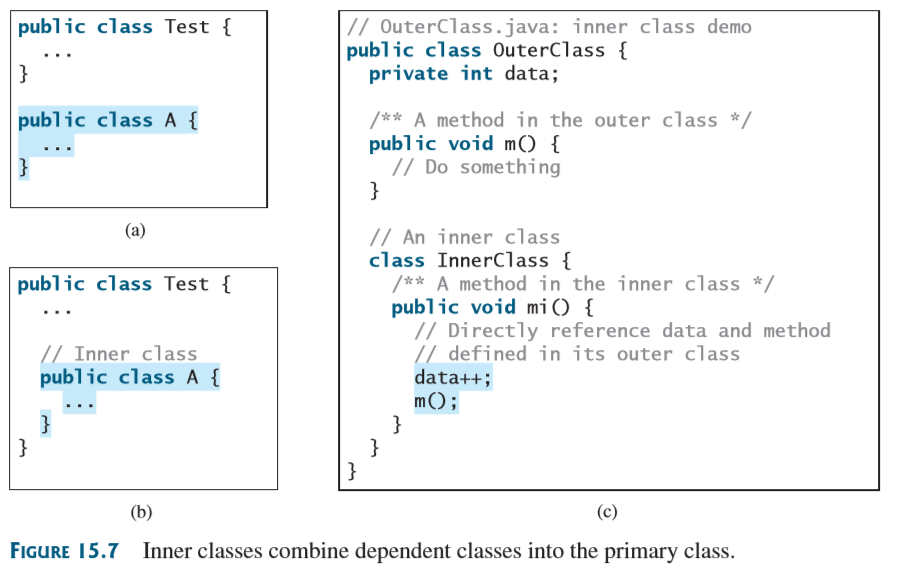 public class Test {
  ...
}
public class A {
  ...
}
(a)
public class Test {
  ...
  // Inner class
  public class A {
    ...
  }
}
(b)
// OuterClass.java: inner class demo
public class OuterClass {
  private int data;
  /** A method in the outer class */
  public void m() {
    // Do something
  }
  // An inner class
  class InnerClass {
    /** A method in the inner class */
    public void mi() {
      // Directly reference data and method
      // defined in its outer class
      data++;
      m();
    }
  }
}
(c)
FIGURE 15.7 Inner classes combine dependent classes into the primary class.